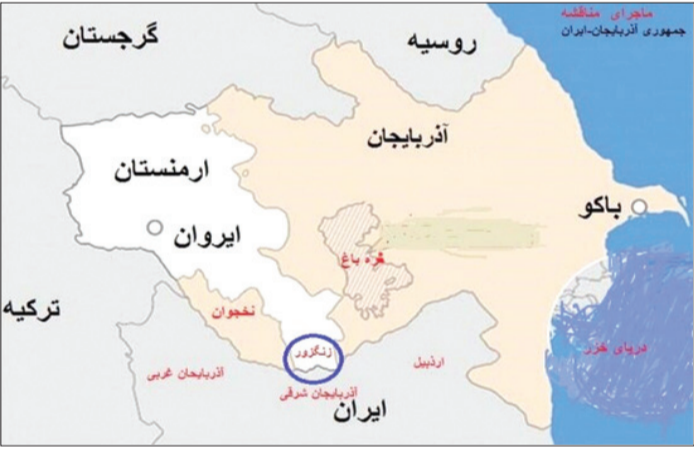 ماجرای مناقشه
جمهوری آذربایجان-ایران
گرجستان
روسیه
آذربایجان
ارمنستان
باکو
ایروان
قره باغ
ترکیه
نخجوان
زنگزور
دریای خزر
ارذبیل
آذربایجان غربی
آذربایجان شرقی
ایران